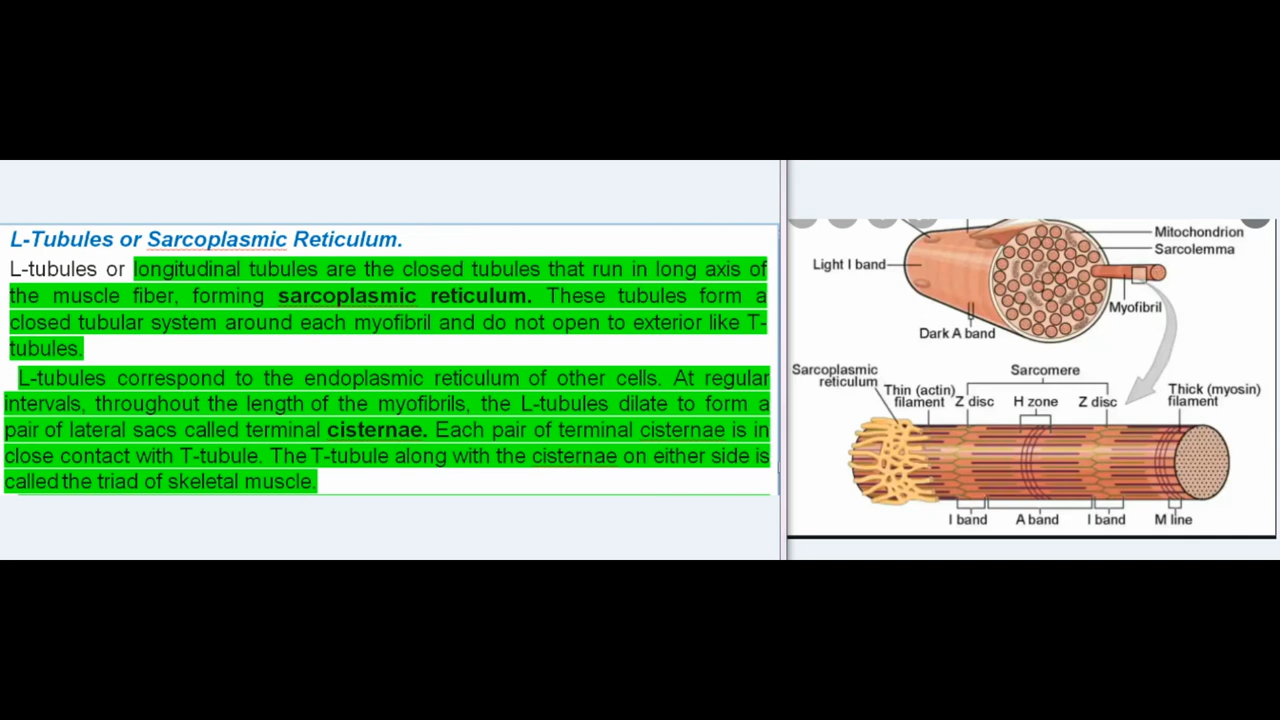 L-Tubules or Sarcoplasmic Reticulum.
L-tubules or longitudinal tubules are the closed tubules that run in long axis of
the muscle fiber, forming sarcoplasmic reticulum. These tubules form a
closed tubular system around each myofibril and do not open to exterior like T-
tubules.
L-tubules correspond to the endoplasmic reticulum of other cells. At regular
intervals, throughout the length of the myofibrils, the L-tubules dilate to form a
pair of lateral sacs called terminal cisternae. Each pair of terminal cisternae is in
close contact with T-tubule. The T-tubule along with the cisternae on either side is
called the triad of skeletal muscle.
Mitochondrion
Sarcolemma
Light I band
Myofibril
Dark A band
Sarcoplasmic
reticulum
Sarcomere
Thin (actin)
filament
Z disc
H zone
Z disc
Thick (myosin)
filament
I band
A band
I band
M line